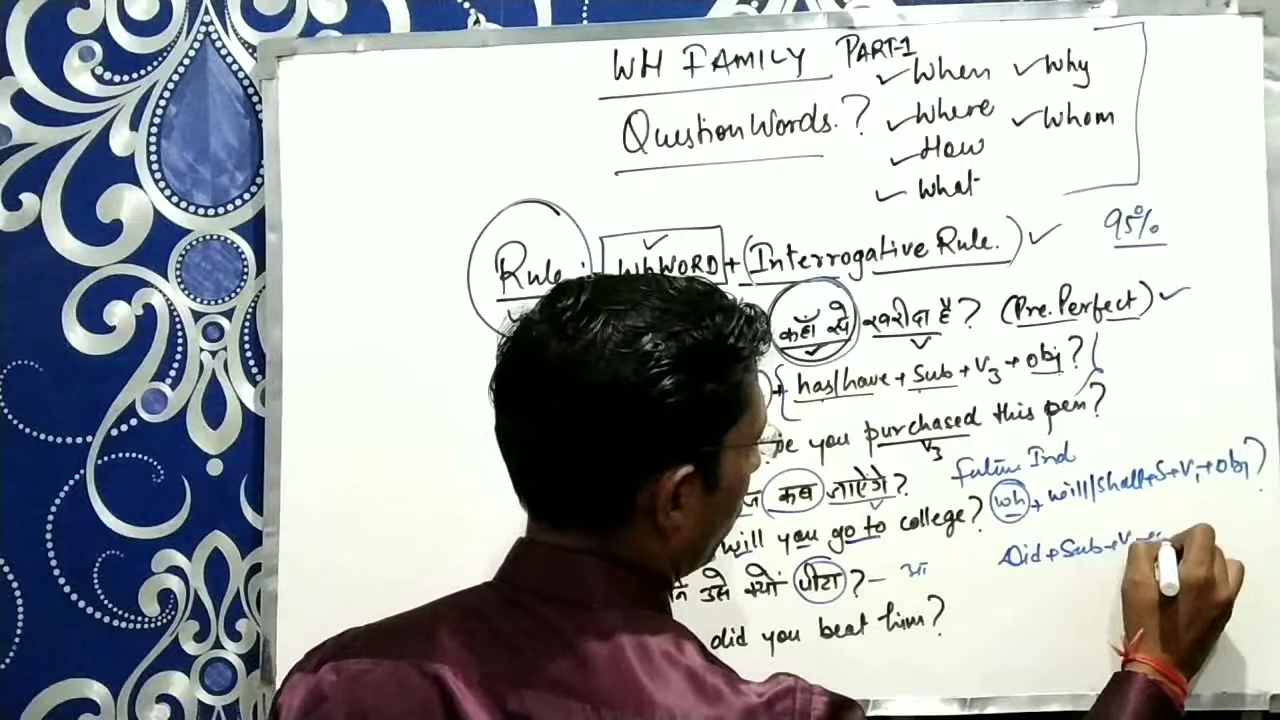 WH FAMILY PART-1
Question Words. ?
When Why
Where Whom
How
What
Rule: WhWORD + (Interrogative Rule.)
95%
कहाँ से खरीदा है? (Pre. Perfect)
+ has/have + Sub + V3 + Obj?
you purchased this pen?
V3
कब जाएंगे? Future Ind
will you go to college? wh + will/shall + S + V1 + Obj?
उसे क्यों पीटा? - आ
Did + Sub + V
did you beat him?